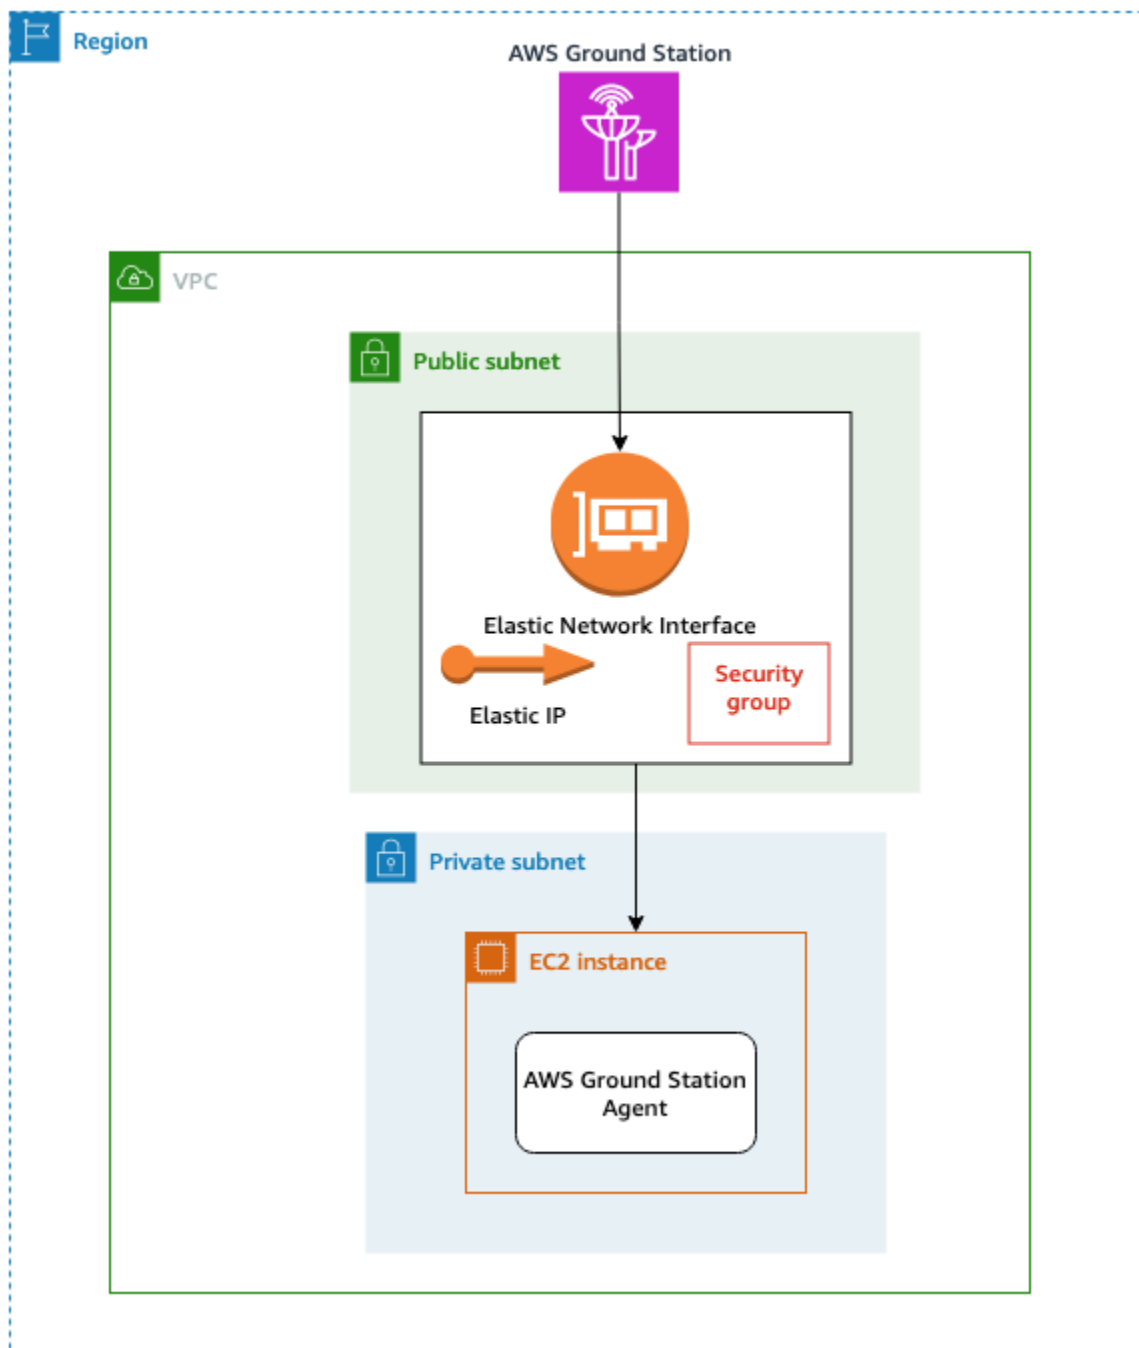 Region
AWS Ground Station
VPC
Public subnet
Elastic Network Interface
Elastic IP
Security
group
Private subnet
EC2 instance
AWS Ground Station
Agent